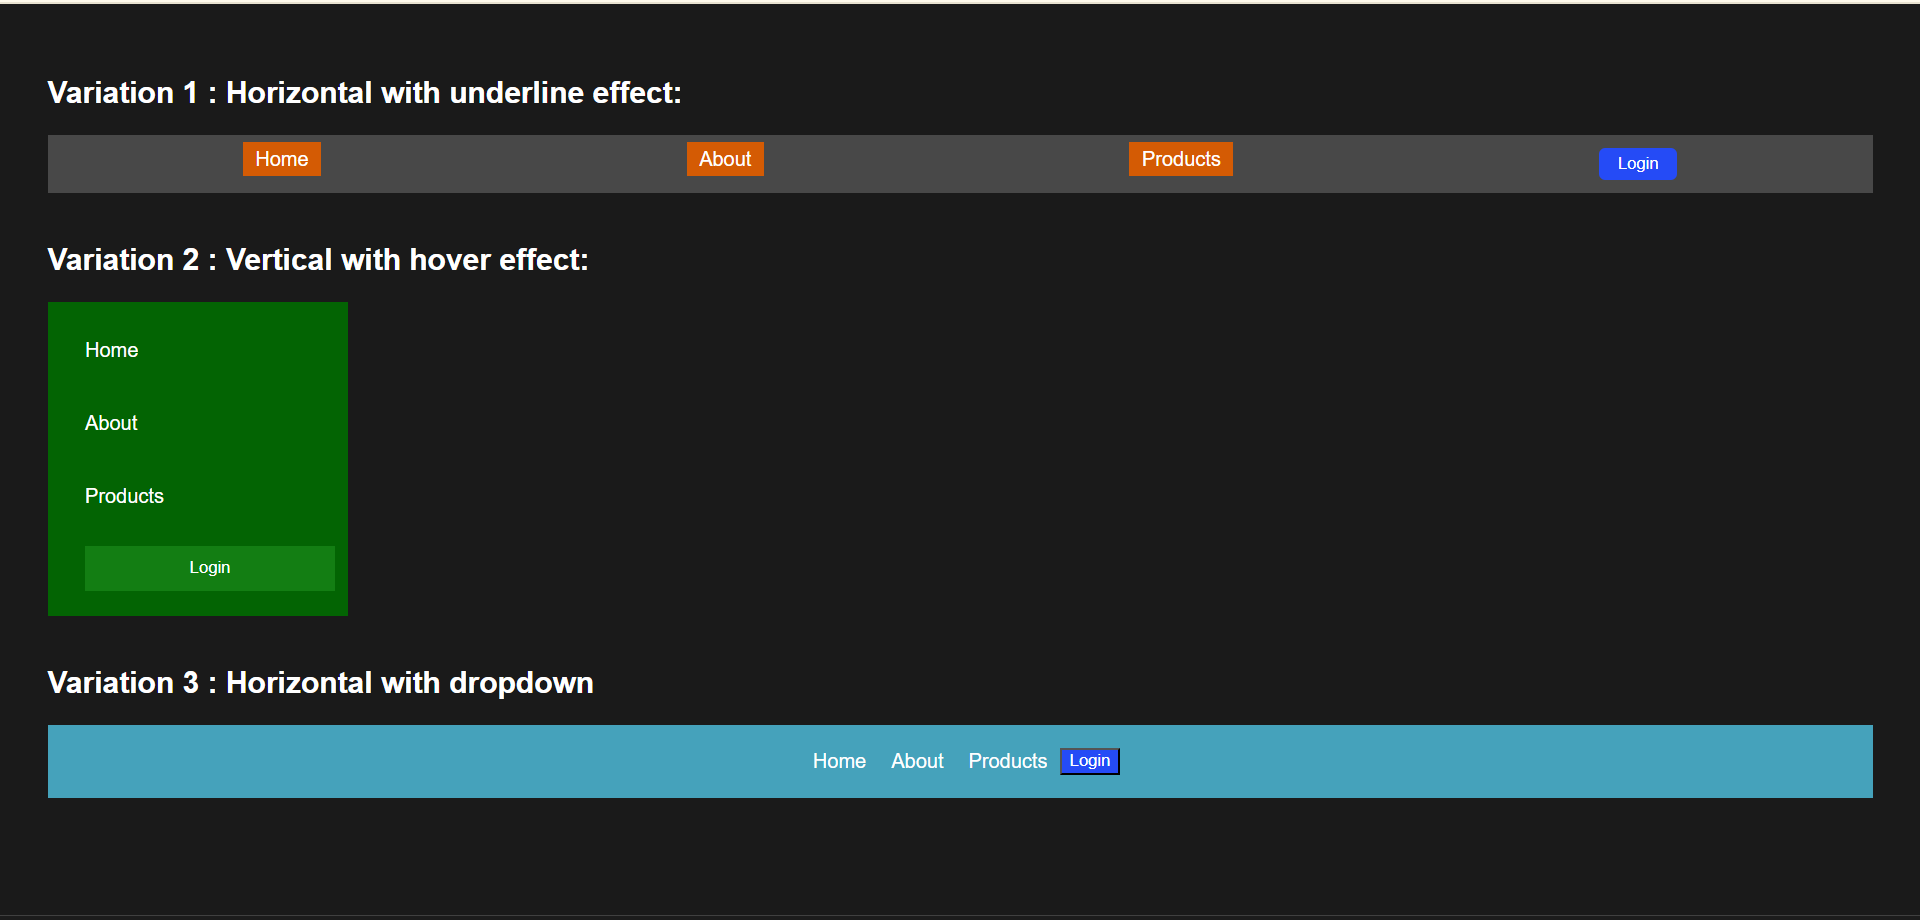 Variation 1 : Horizontal with underline effect:
Home About Products Login
Variation 2 : Vertical with hover effect:
Home
About
Products
Login
Variation 3 : Horizontal with dropdown
Home About Products Login